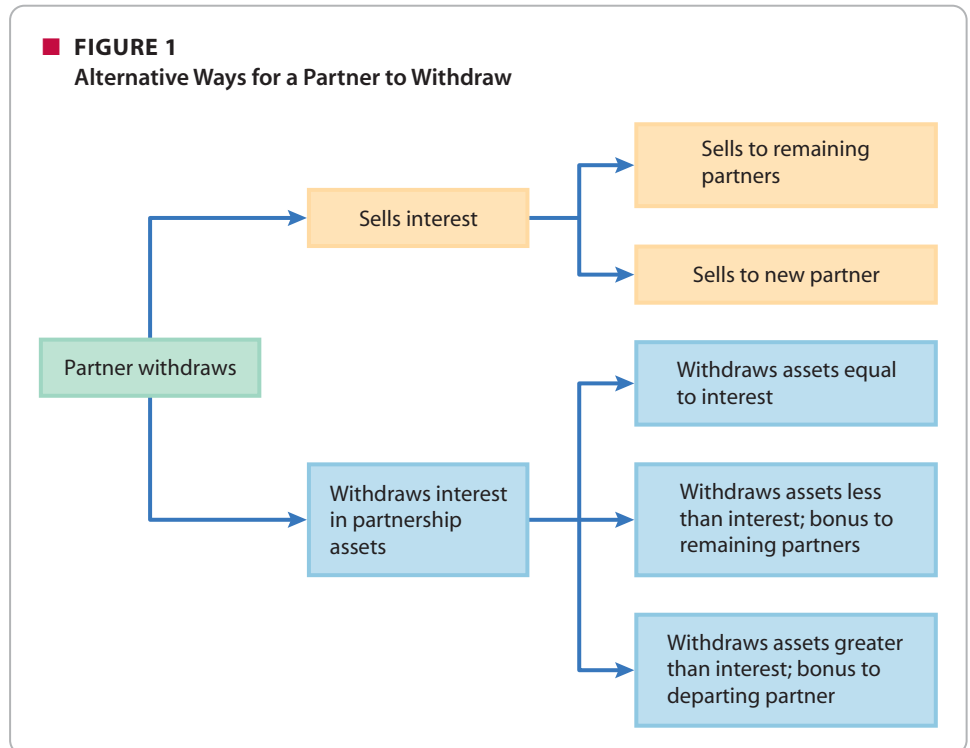 FIGURE 1
Alternative Ways for a Partner to Withdraw
Sells to remaining
partners
Sells interest
Sells to new partner
Partner withdraws
Withdraws assets equal
to interest
Withdraws interest
in partnership
assets
Withdraws assets less
than interest; bonus to
remaining partners
Withdraws assets greater
than interest; bonus to
departing partner